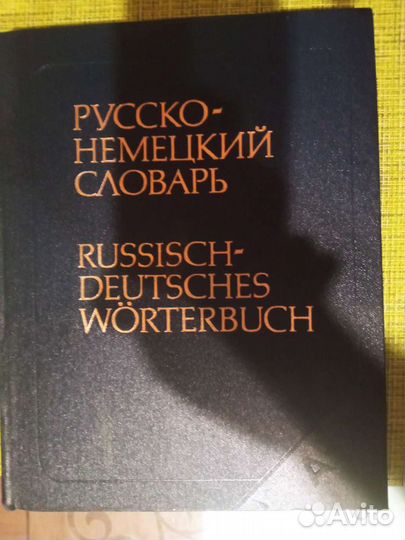 РУССКО-
НЕМЕЦКИЙ
СЛОВАРЬ
RUSSISCH-
DEUTSCHES
WÖRTERBUCH
Avito